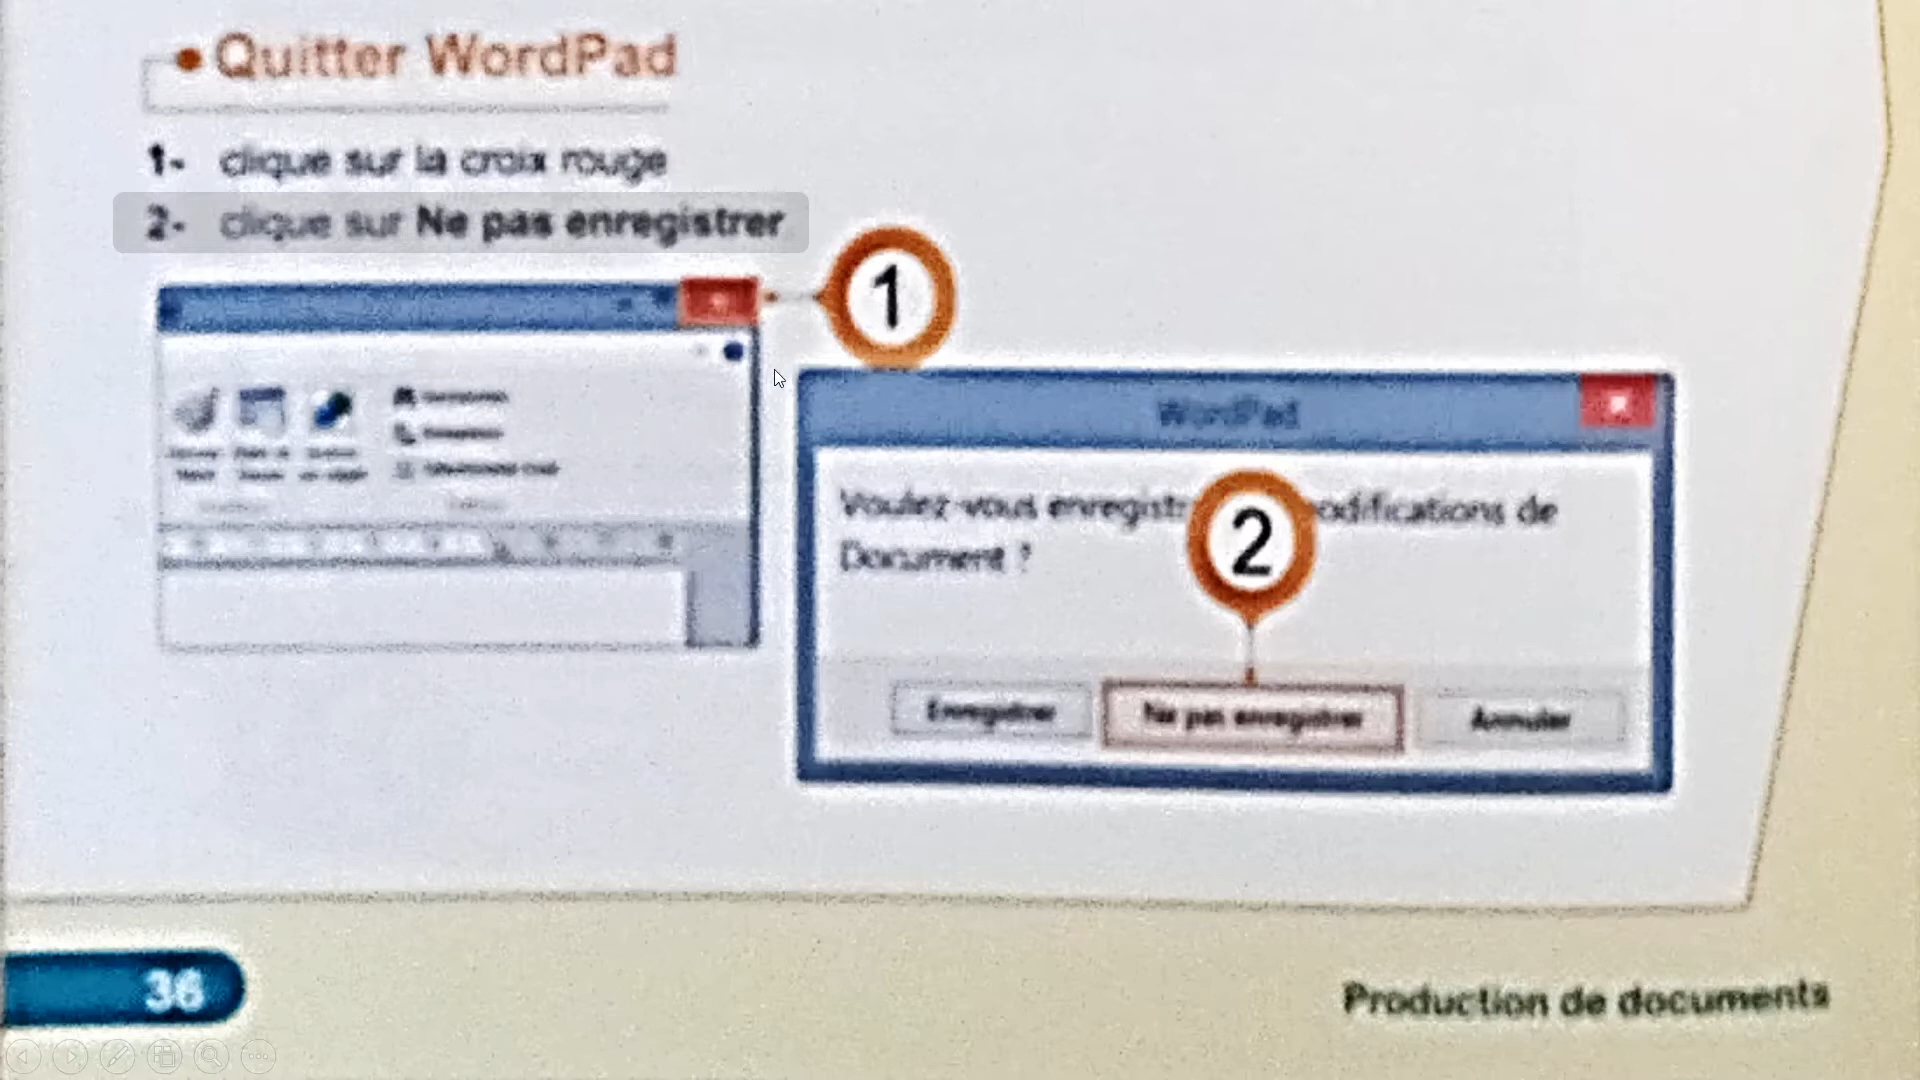 Quitter WordPad
1- clique sur la croix rouge
2- clique sur Ne pas enregistrer
1
WordPad
Voulez-vous enregistr odifications de
Document ?
2
Enregistrer Ne pas enregistrer Annuler
36
Production de documents